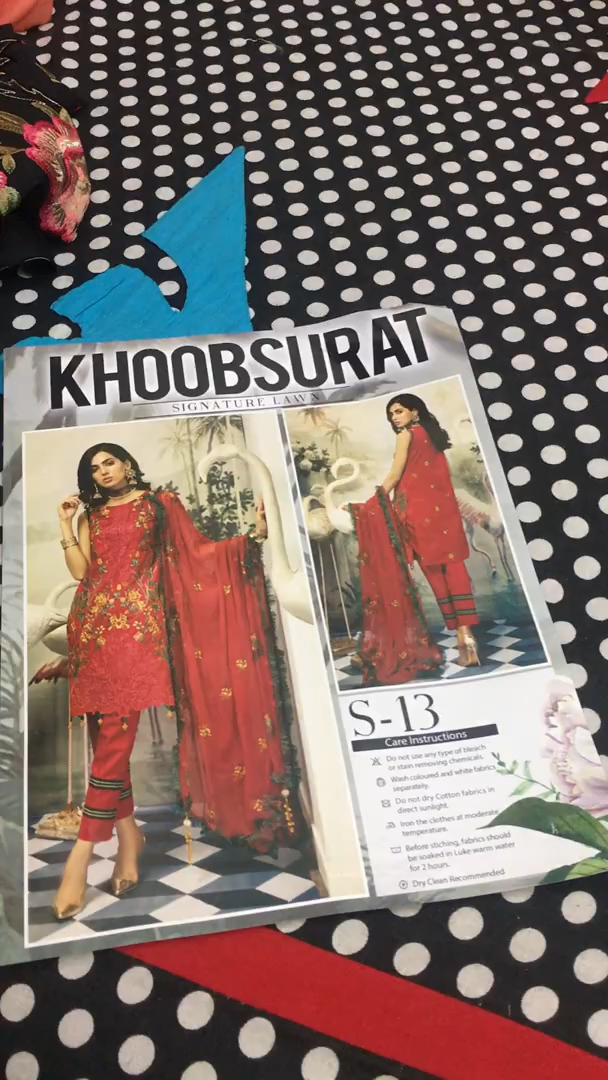 KHOOBSURAT
SIGNATURE LAWN
S-13
Care Instructions
Do not use any type of bleach
or stain removing chemicals.
Wash coloured and white fabrics
separately.
Do not dry Cotton fabrics in
direct sunlight.
Iron the clothes at moderate
temperature.
Before stiching, fabrics should
be soaked in Luke warm water
for 2 hours.
Dry Clean Recommended